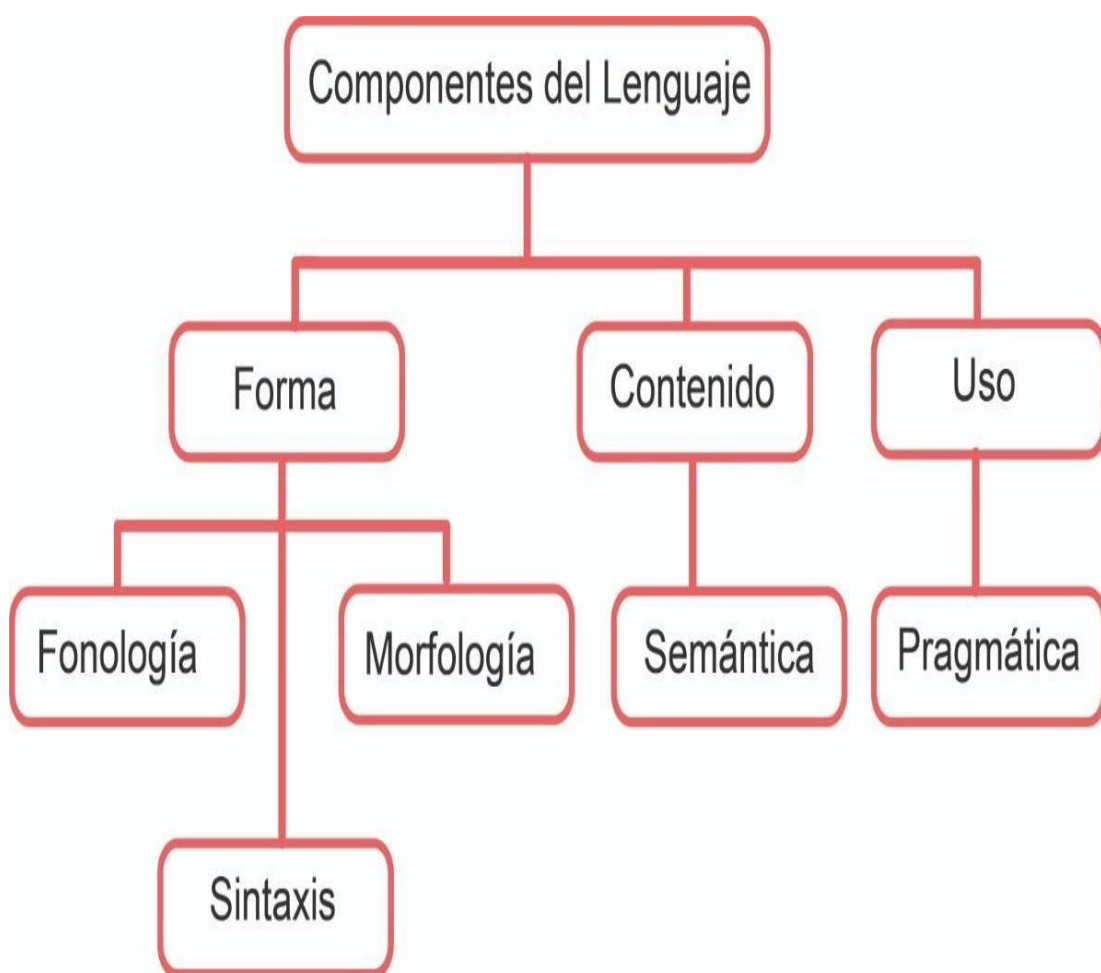 Componentes del Lenguaje
Forma
Contenido
Uso
Fonología
Morfología
Semántica
Pragmática
Sintaxis